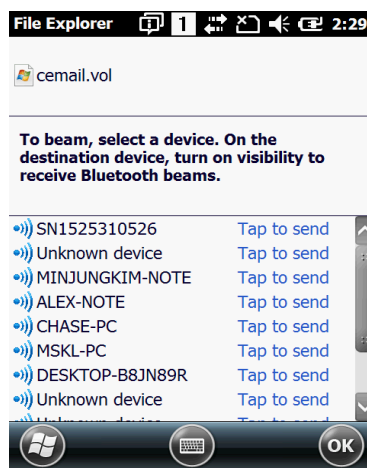 File Explorer 1 2:29
cemail.vol
To beam, select a device. On the
destination device, turn on visibility to
receive Bluetooth beams.
SN1525310526 Tap to send
Unknown device Tap to send
MINJUNGKIM-NOTE Tap to send
ALEX-NOTE Tap to send
CHASE-PC Tap to send
MSKL-PC Tap to send
DESKTOP-B8JN89R Tap to send
Unknown device Tap to send
OK